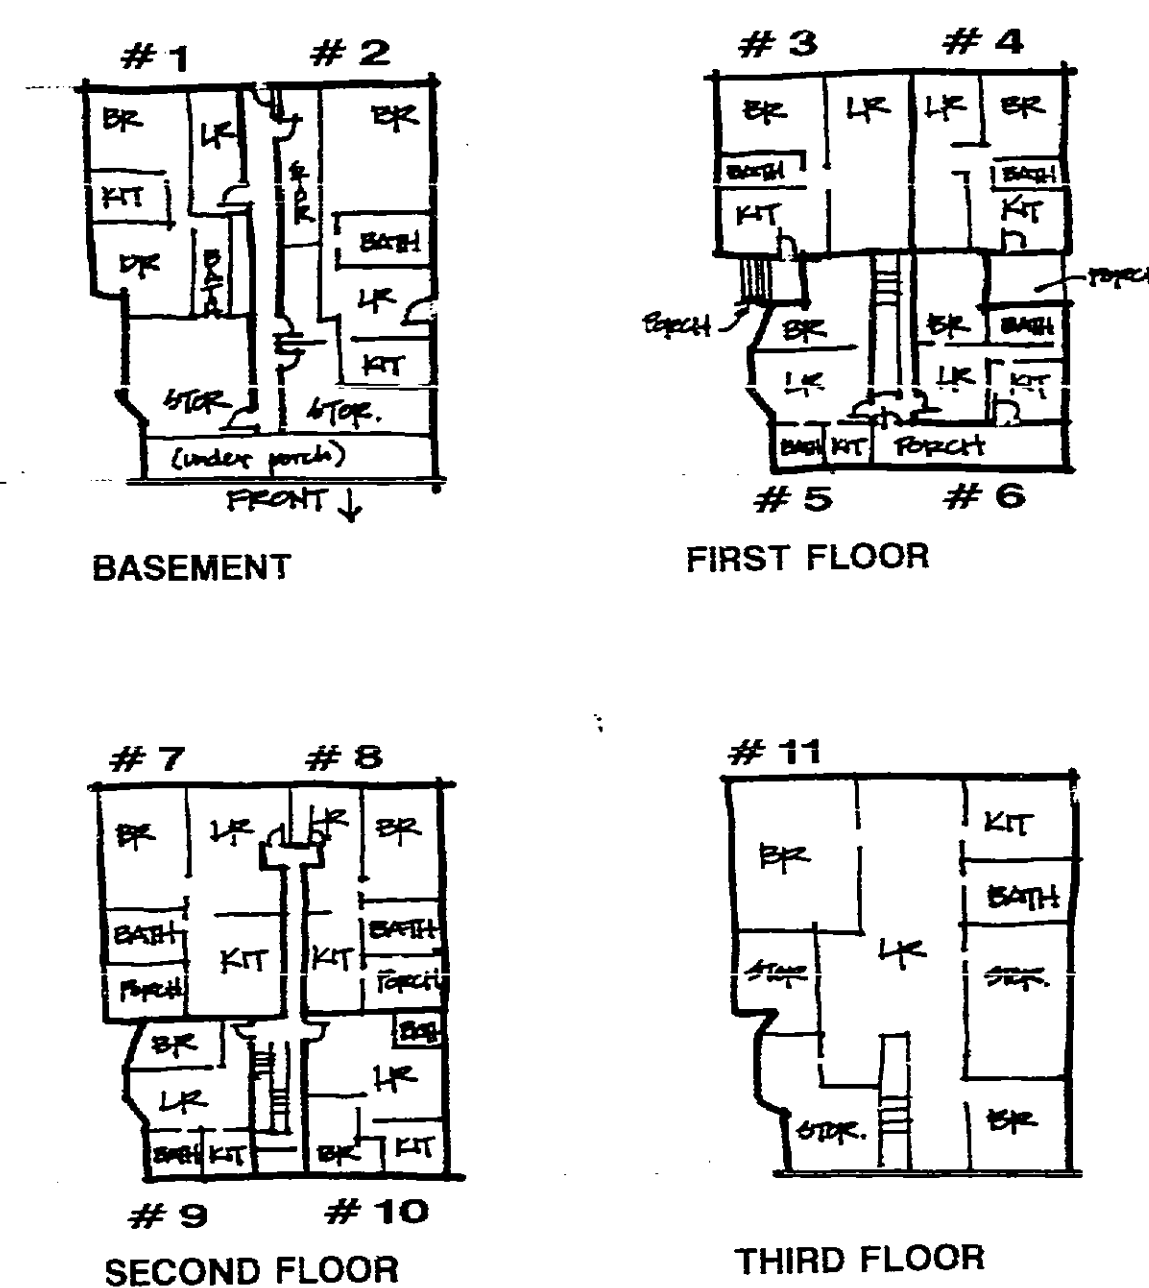 #1 #2
BR LR BR
KIT STOR
BATH
DR BATH
LR
KIT
STOR. STOR.
(under porch)
FRONT
BASEMENT
#3 #4
BR LR LR BR
BATH BATH
KIT KIT
PORCH
PORCH BR BR BATH
LR LR KIT
BATH KIT PORCH
#5 #6
FIRST FLOOR
#7 #8
BR LR LR BR
BATH BATH
KIT KIT
PORCH PORCH
BR BATH
LR LR
BATH KIT BR KIT
#9 #10
SECOND FLOOR
#11
BR KIT
BATH
LR
STOR. STOR.
STOR. BR
THIRD FLOOR